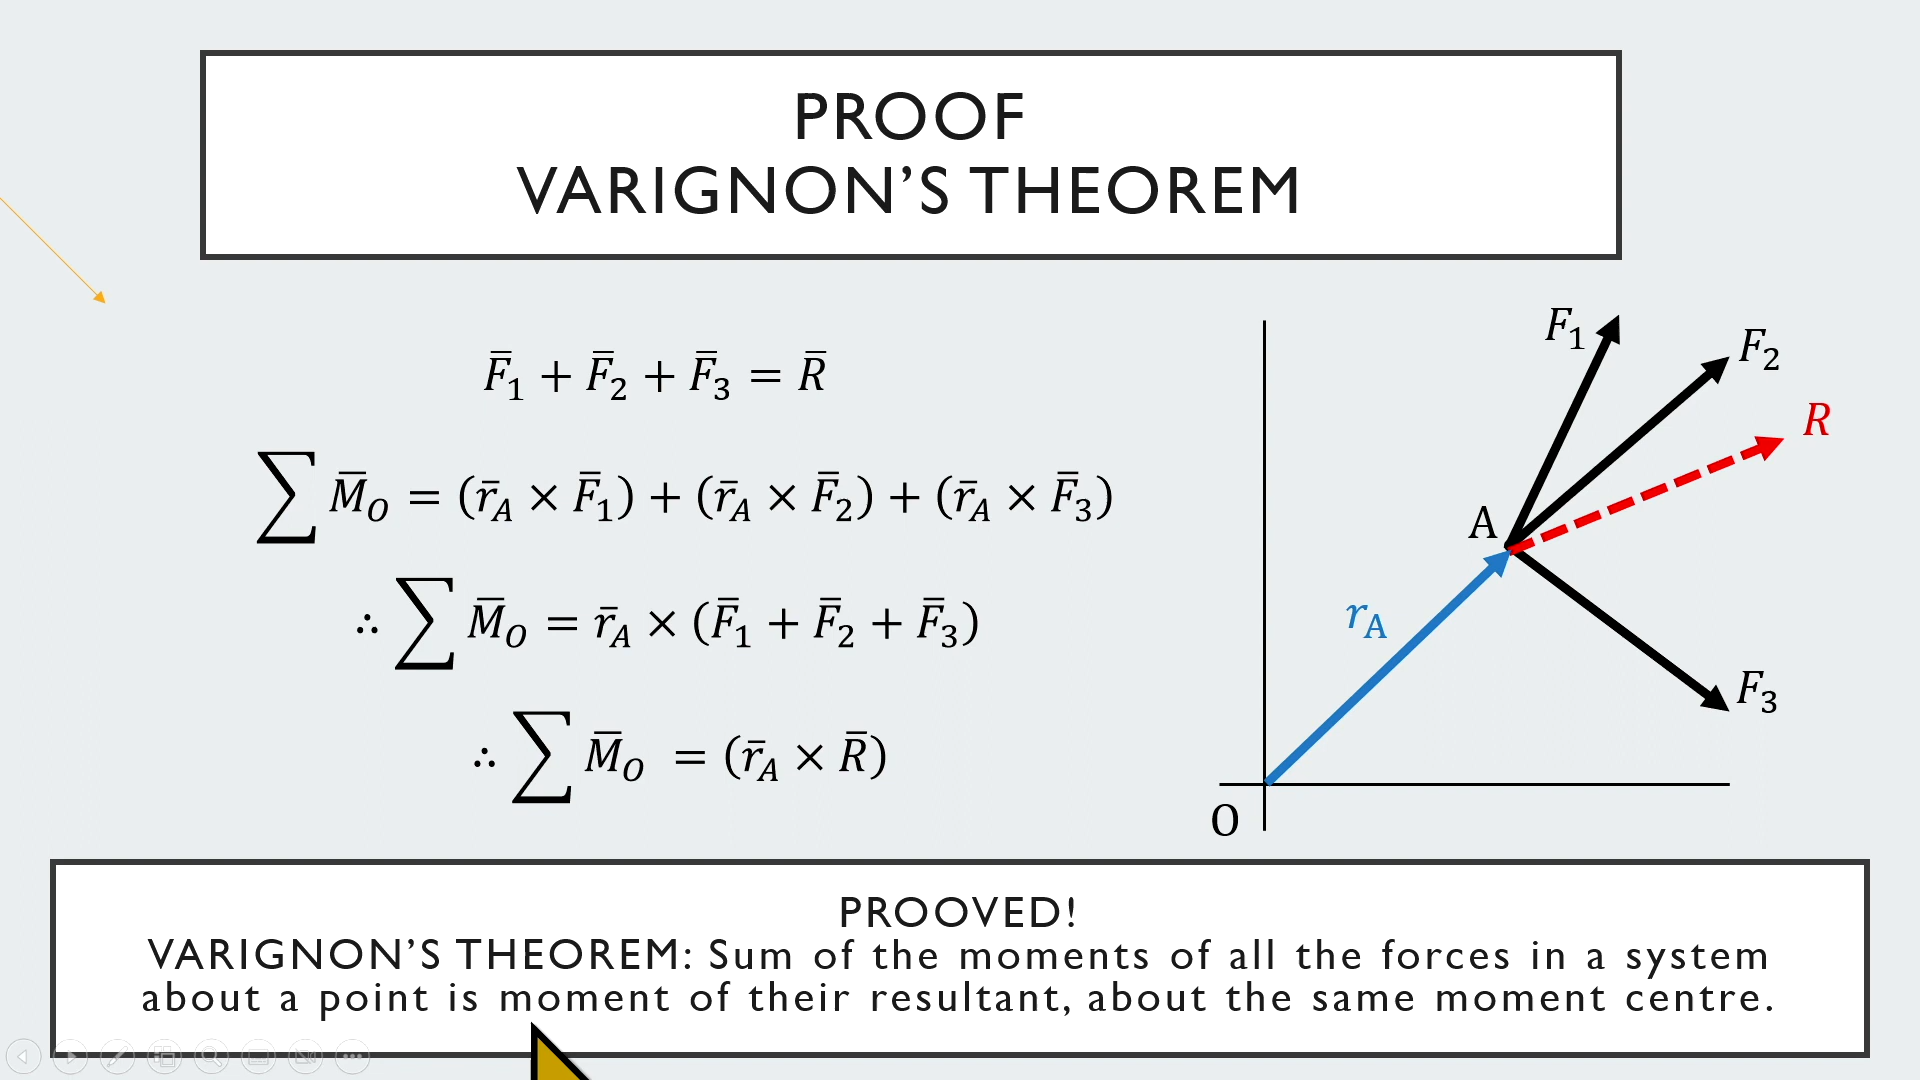 PROOF
VARIGNON’S THEOREM
F̅₁ + F̅₂ + F̅₃ = R̅
∑ M̅_O = (r̅_A × F̅₁) + (r̅_A × F̅₂) + (r̅_A × F̅₃)
∴ ∑ M̅_O = r̅_A × (F̅₁ + F̅₂ + F̅₃)
∴ ∑ M̅_O = (r̅_A × R̅)
F₁
F₂
R
A
r_A
F₃
O
PROOVED!
VARIGNON’S THEOREM: Sum of the moments of all the forces in a system
about a point is moment of their resultant, about the same moment centre.